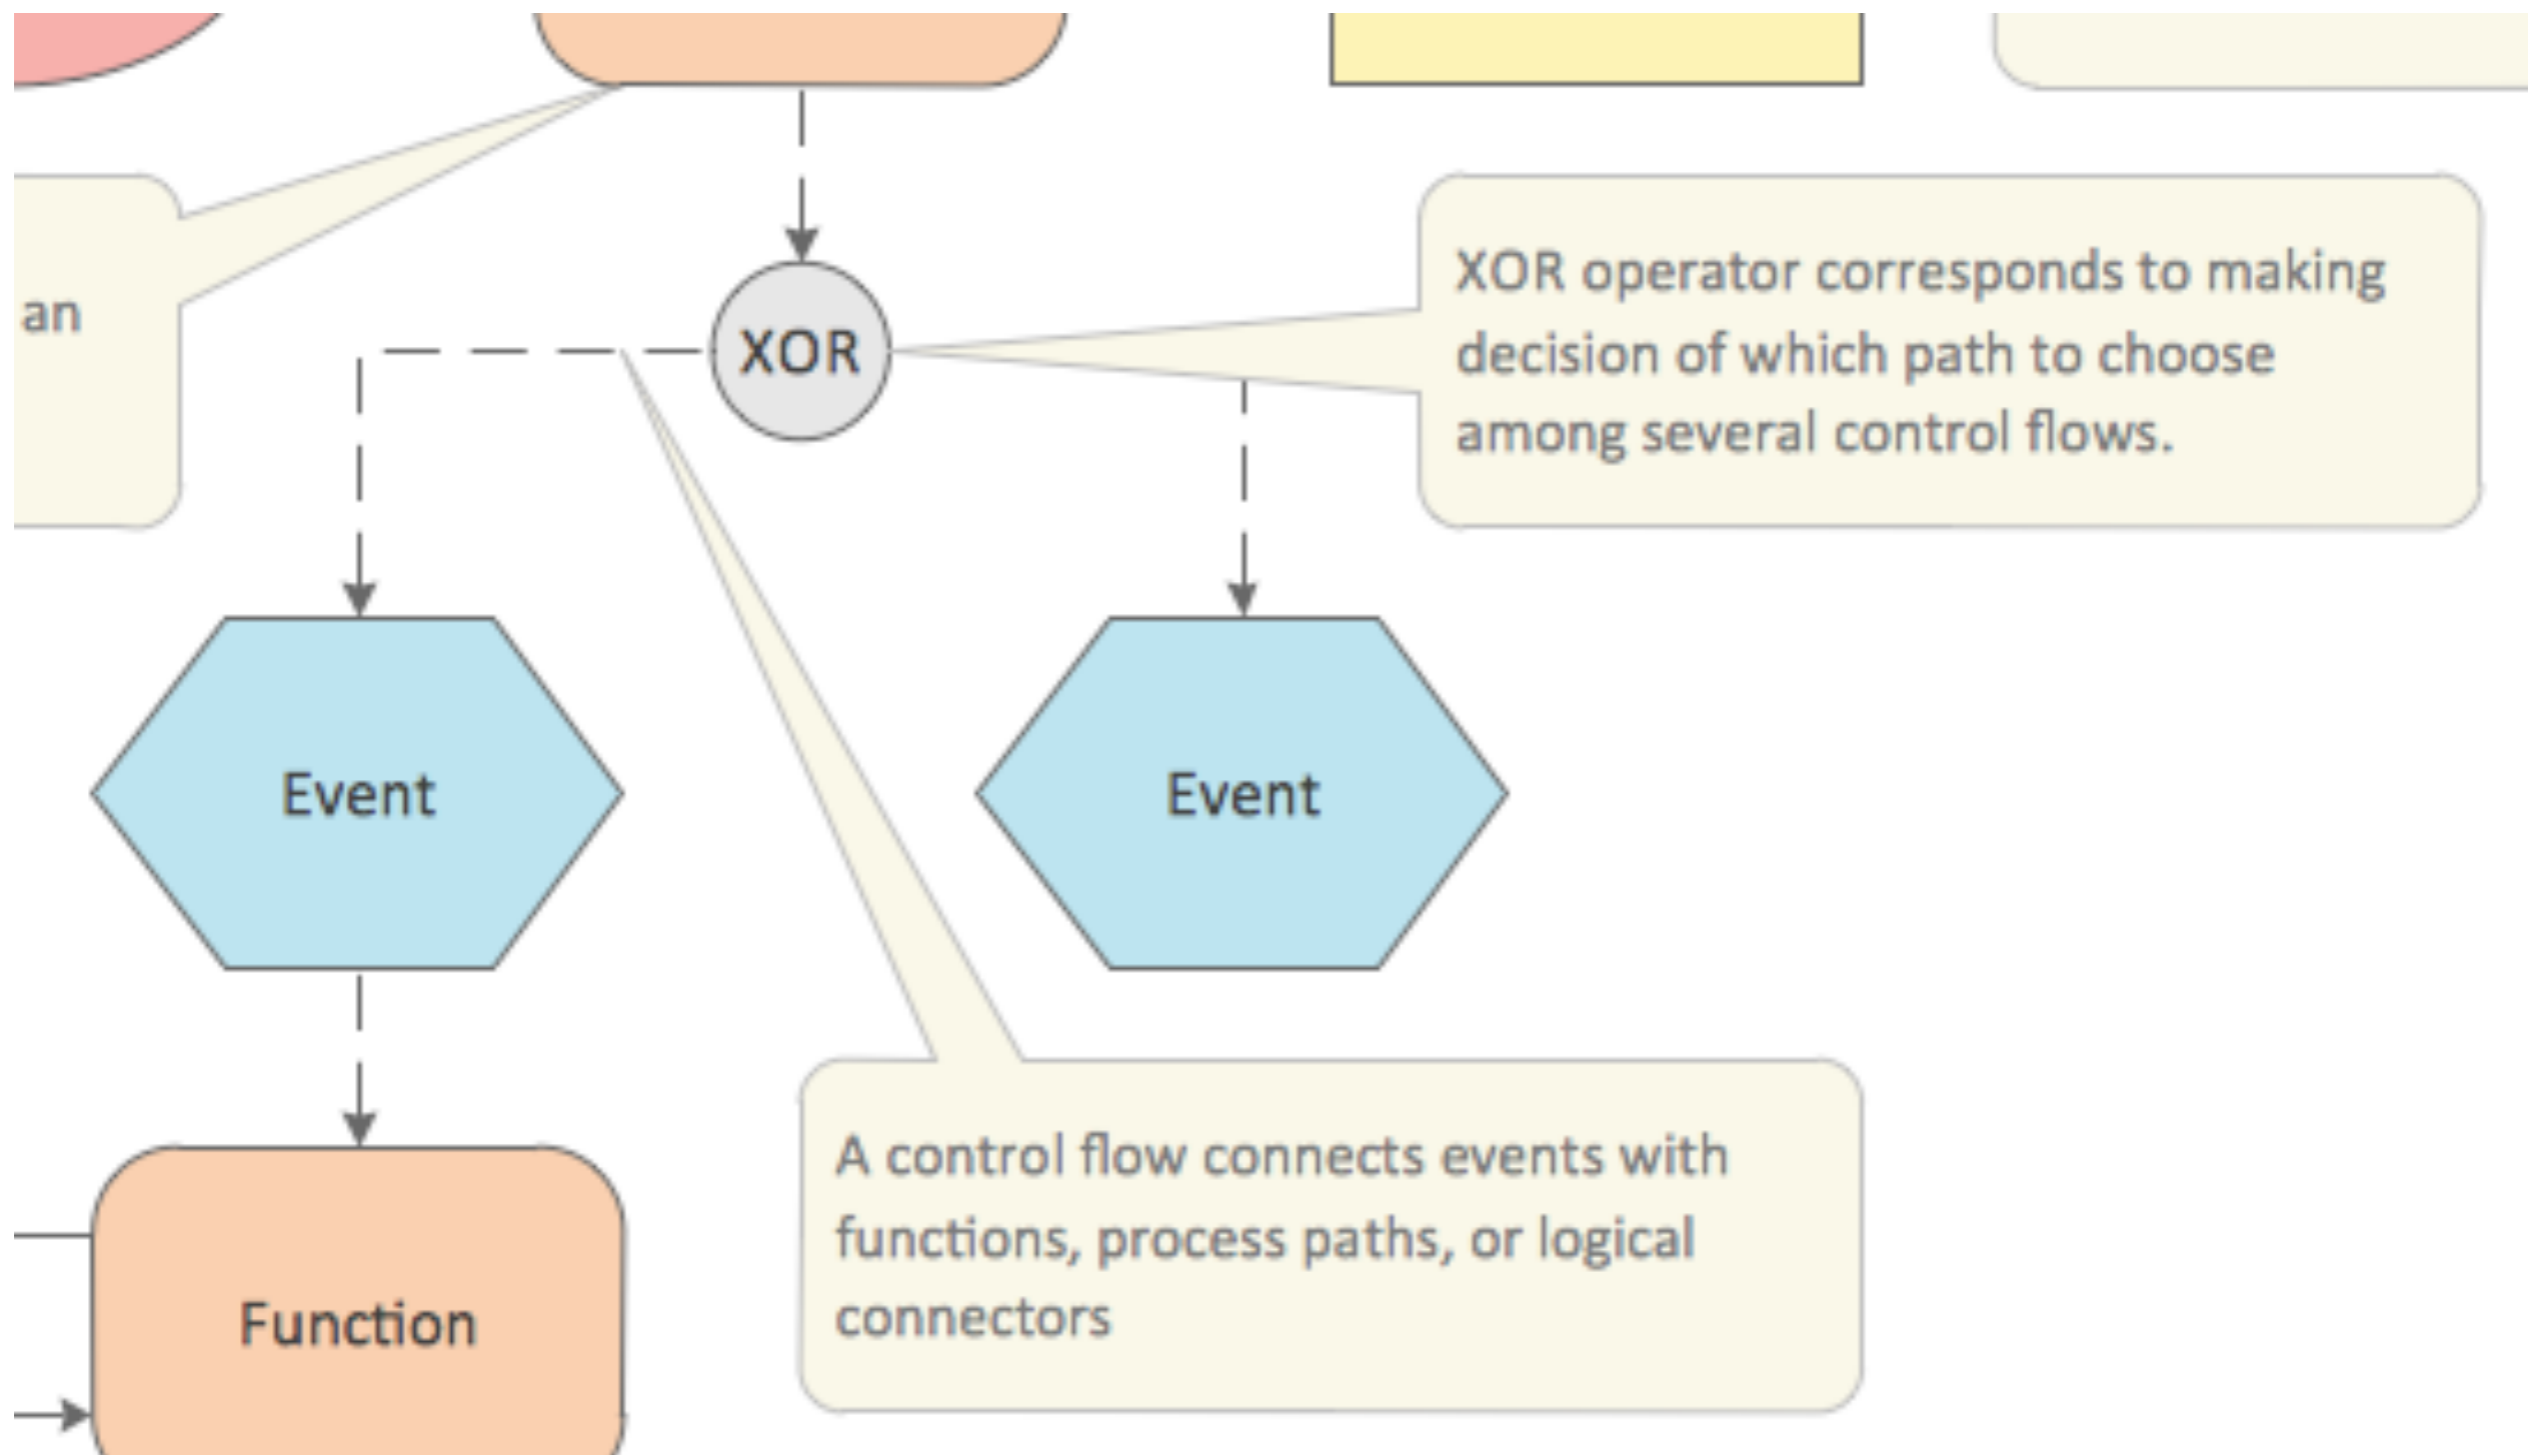 an
XOR
XOR operator corresponds to making
decision of which path to choose
among several control flows.
Event
Event
A control flow connects events with
functions, process paths, or logical
connectors
Function